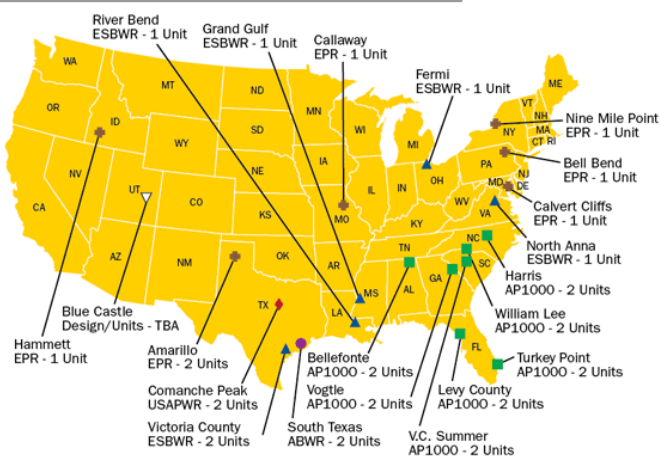 River Bend
ESBWR - 1 Unit
Grand Gulf
ESBWR - 1 Unit
Callaway
EPR - 1 Unit
Fermi
ESBWR - 1 Unit
Nine Mile Point
EPR - 1 Unit
Bell Bend
EPR - 1 Unit
Calvert Cliffs
EPR - 1 Unit
North Anna
ESBWR - 1 Unit
Harris
AP1000 - 2 Units
William Lee
AP1000 - 2 Units
Turkey Point
AP1000 - 2 Units
Levy County
AP1000 - 2 Units
V.C. Summer
AP1000 - 2 Units
Bellefonte
AP1000 - 2 Units
Vogtle
AP1000 - 2 Units
South Texas
ABWR - 2 Units
Victoria County
ESBWR - 2 Units
Comanche Peak
USAPWR - 2 Units
Amarillo
EPR - 2 Units
Blue Castle
Design/Units - TBA
Hammett
EPR - 1 Unit
WA
OR
CA
NV
ID
MT
WY
UT
AZ
CO
NM
ND
SD
NE
KS
OK
TX
MN
IA
MO
AR
LA
WI
IL
MI
IN
OH
KY
TN
MS
AL
GA
FL
SC
NC
VA
WV
PA
NY
MD
DE
NJ
CT
RI
MA
NH
VT
ME